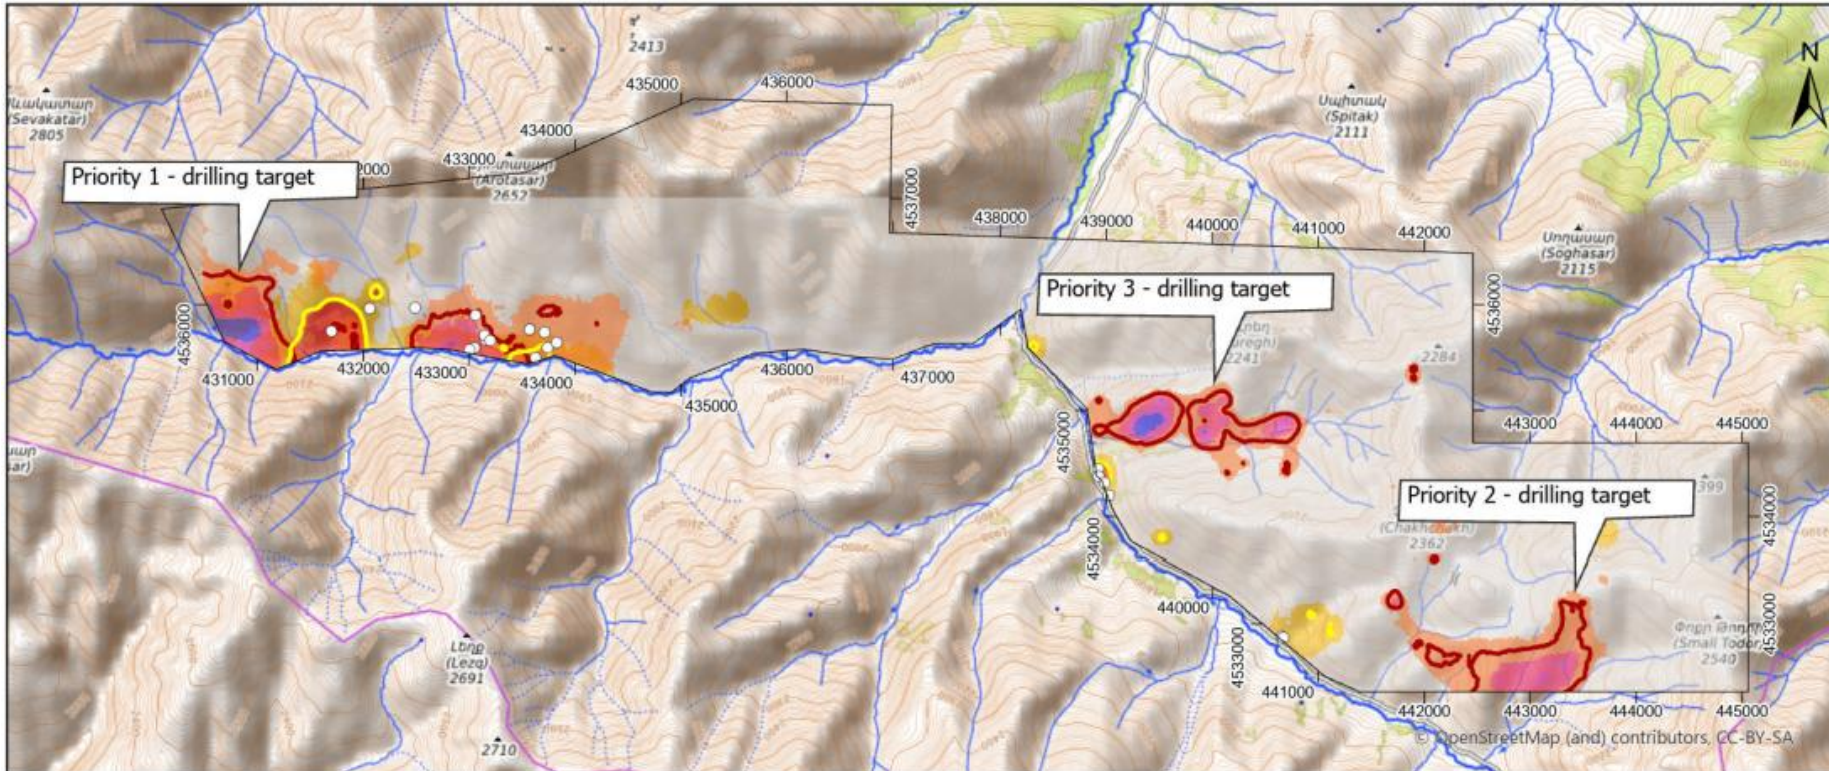 2413
435000
436000
(Sevakatar)
2805
434000
Սպիտակ
(Spitak)
2111
N
433000
(Arotasar)
2652
Priority 1 - drilling target
4537000
438000
439000
440000
441000
442000
Սողասար
(Soghasar)
2115
Priority 3 - drilling target
4536000
4536000
2241
2284
431000
432000
433000
434000
435000
436000
437000
4535000
443000
444000
445000
Priority 2 - drilling target
(Chakhchakh)
2362
4534000
4534000
440000
4533000
4533000
(Small Todor)
2540
Լեզք
(Lezq)
2691
2710
441000
442000
443000
444000
445000
© OpenStreetMap (and) contributors, CC-BY-SA